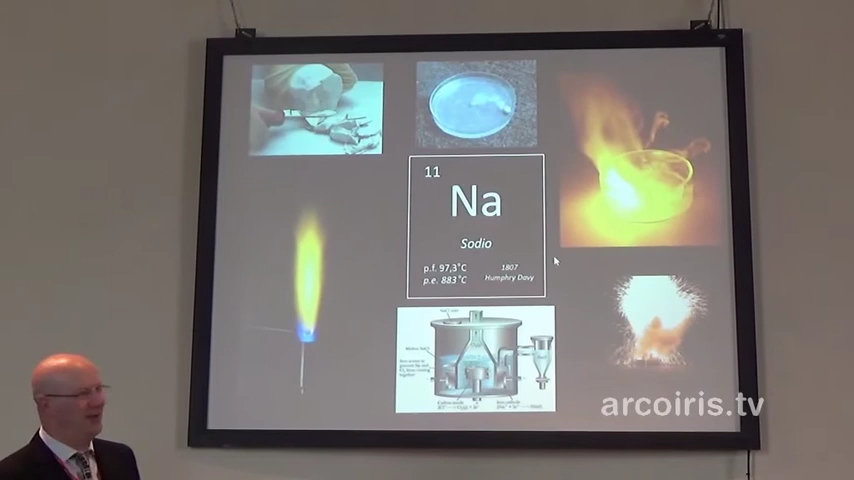 11
Na
Sodio
p.f. 97,3°C
p.e. 883°C
1807
Humphry Davy
arcoiris.tv